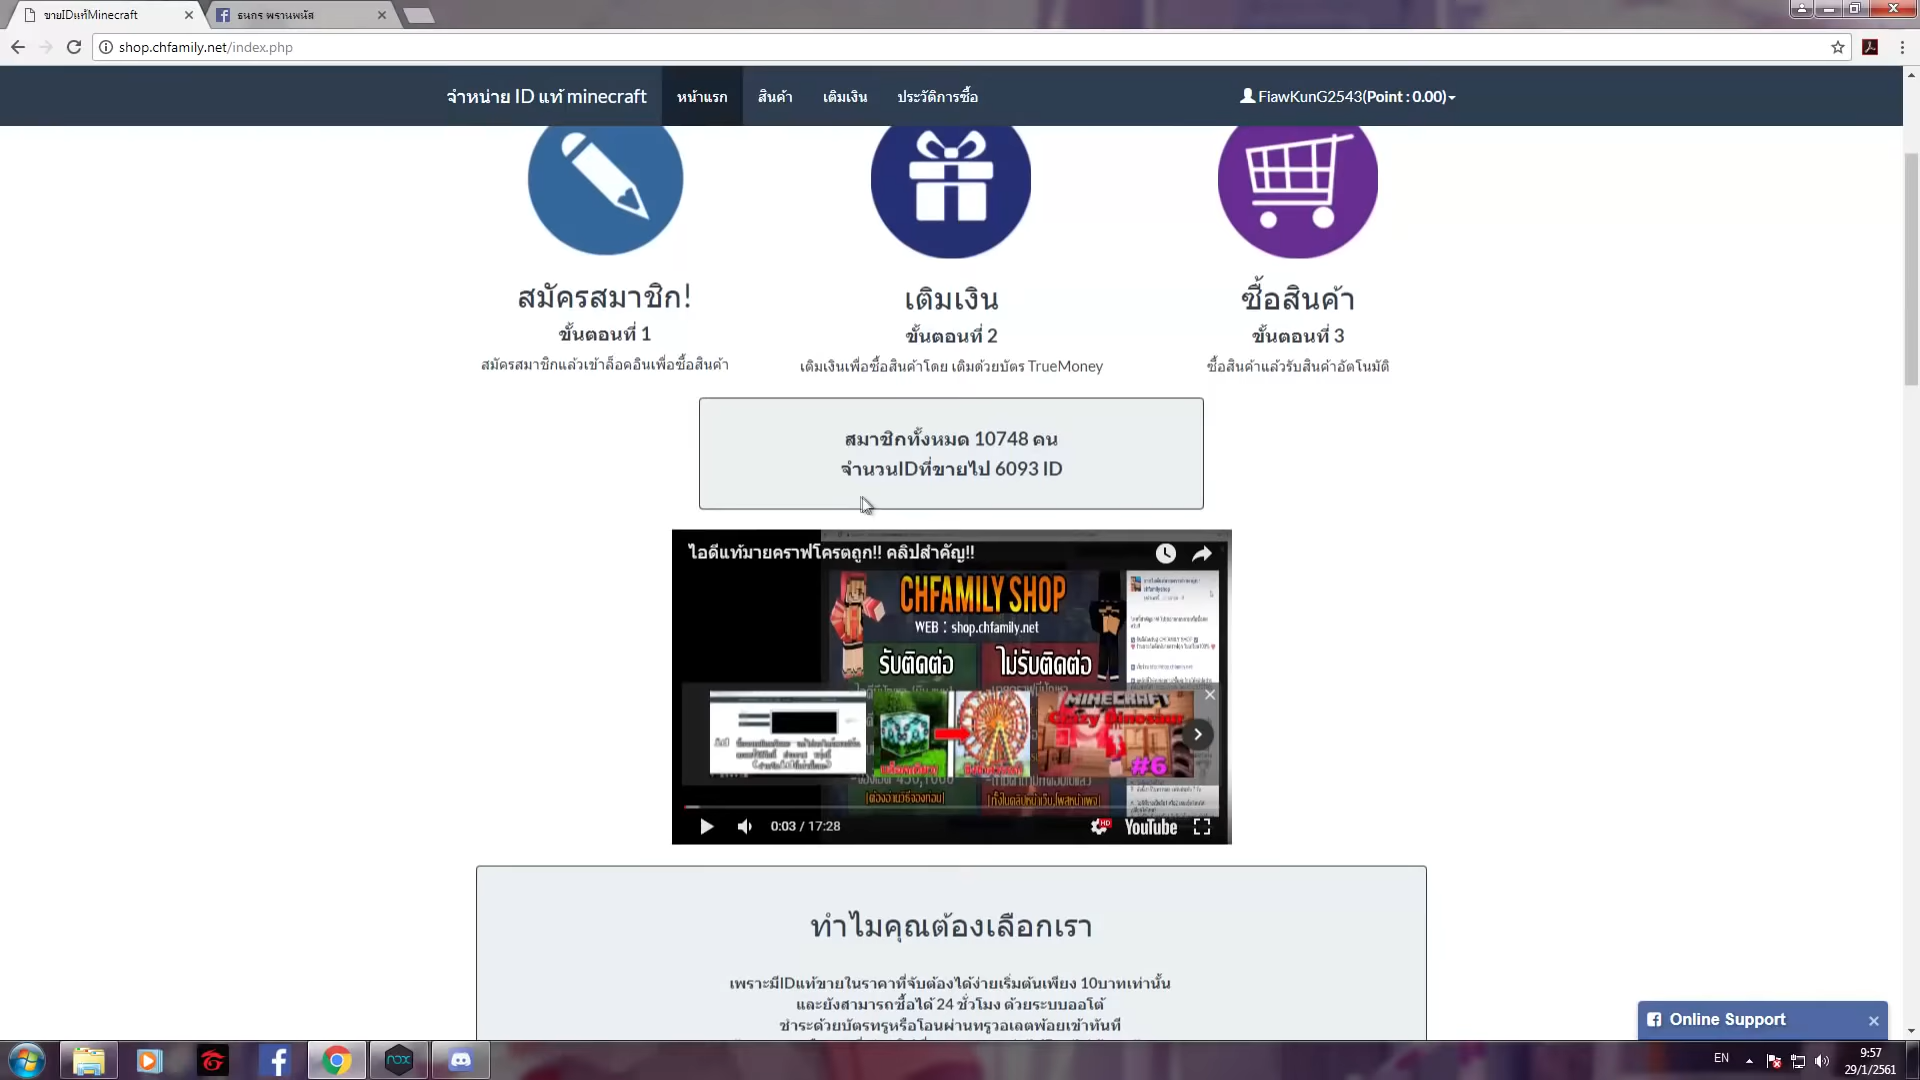 ขายIDแท้Minecraft
ธนกร พรานพนัส
shop.chfamily.net/index.php
จำหน่าย ID แท้ minecraft
หน้าแรก
สินค้า
เติมเงิน
ประวัติการซื้อ
FiawKunG2543(Point : 0.00)
สมัครสมาชิก!
เติมเงิน
ซื้อสินค้า
ขั้นตอนที่ 1
ขั้นตอนที่ 2
ขั้นตอนที่ 3
สมัครสมาชิกแล้วเข้าล็อคอินเพื่อซื้อสินค้า
เติมเงินเพื่อซื้อสินค้าโดย เติมด้วยบัตร TrueMoney
ซื้อสินค้าแล้วรับสินค้าอัตโนมัติ
สมาชิกทั้งหมด 10748 คน
จำนวนIDที่ขายไป 6093 ID
ไอดีแท้มายคราฟโครตถูก!! คลิปสำคัญ!!
CHFAMILY SHOP
WEB : shop.chfamily.net
รับติดต่อ
ไม่รับติดต่อ
MINECRAFT
Crazy Dinosaur
#6
[ต้องอ่านวิธีจองก่อน]
0:03 / 17:28
HD
YouTube
ทำไมคุณต้องเลือกเรา
เพราะมีIDแท้ขายในราคาที่จับต้องได้ง่ายเริ่มต้นเพียง 10บาทเท่านั้น
และยังสามารถซื้อได้ 24 ชั่วโมง ด้วยระบบออโต้
ชำระด้วยบัตรทรูหรือโอนผ่านทรูวอเลตพ้อยเข้าทันที
Online Support
nox
EN
9:57
29/1/2561